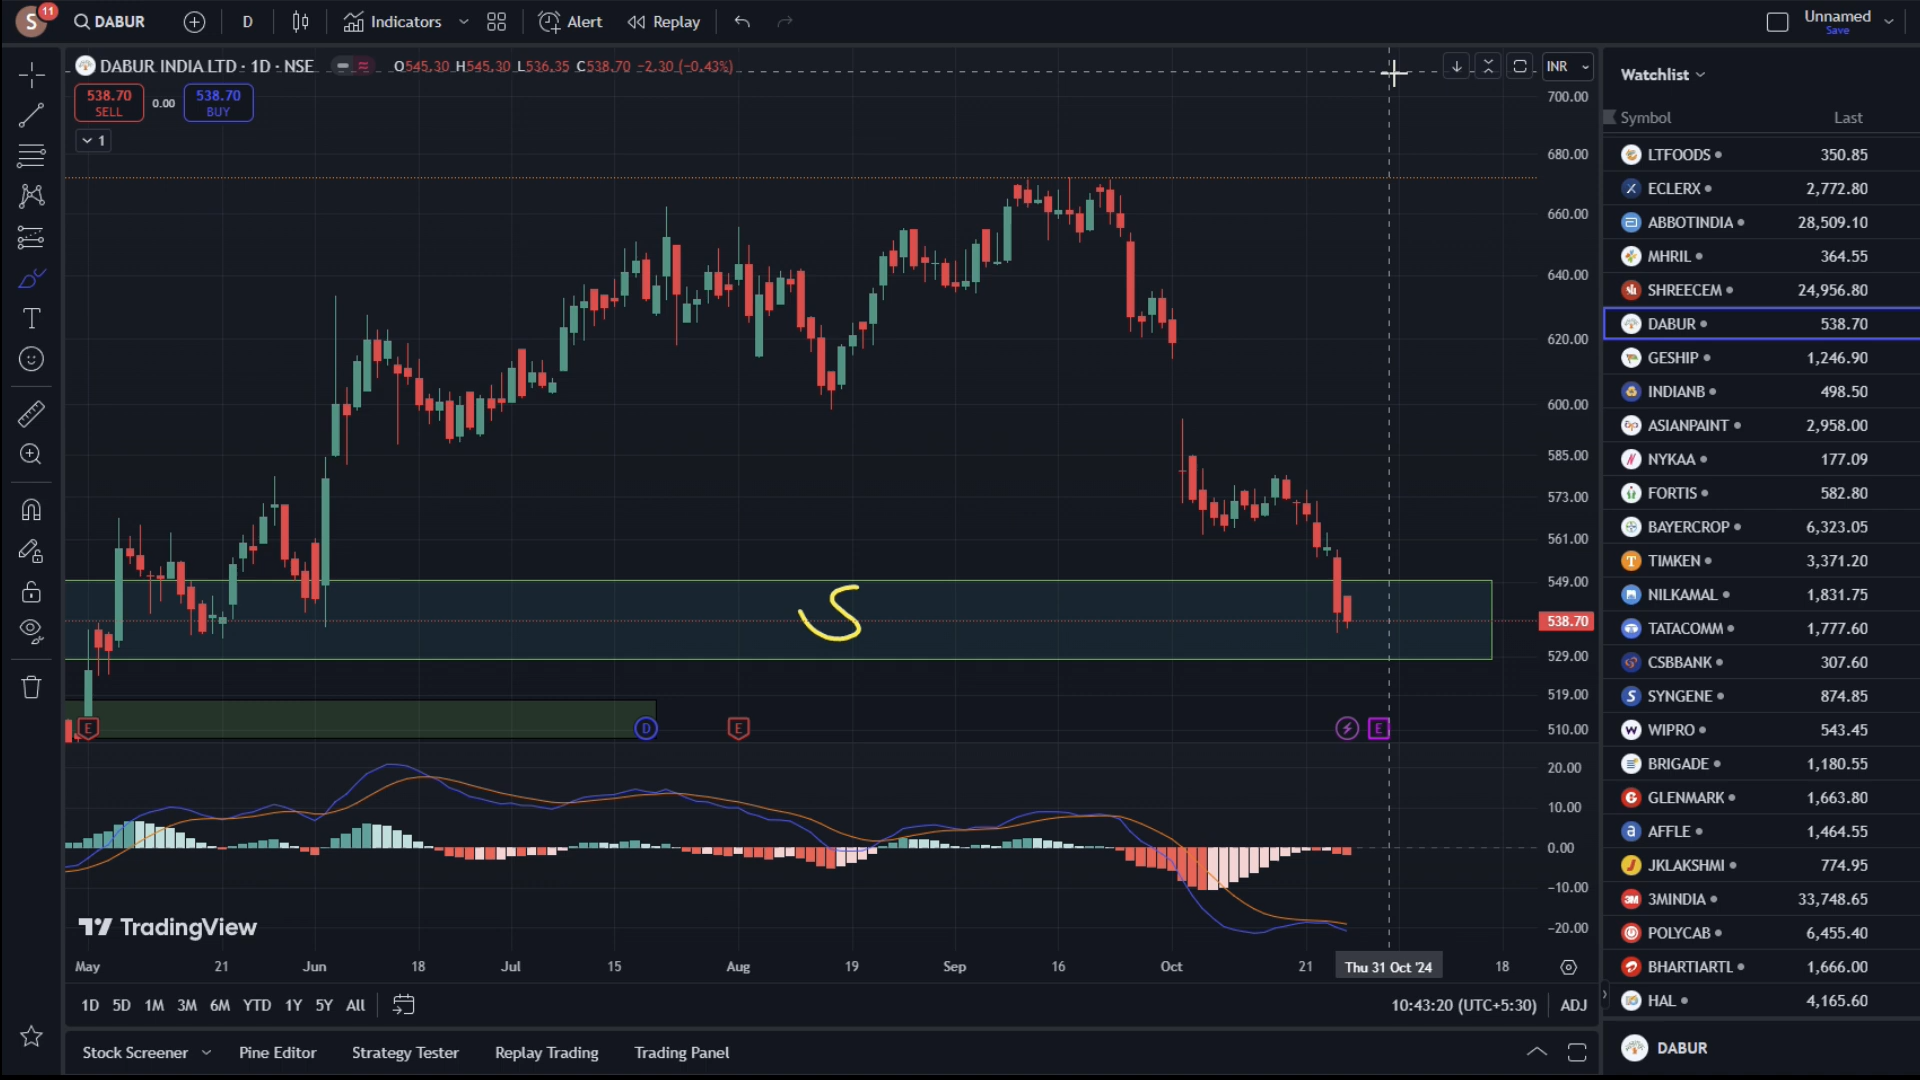 S 11 DABUR D Indicators Alert Replay Unnamed
Save
DABUR INDIA LTD · 1D · NSE O545.30 H545.30 L536.35 C538.70 −2.30 (−0.43%) INR
538.70 SELL 0.00 538.70 BUY
1
700.00
680.00
660.00
640.00
620.00
600.00
585.00
573.00
561.00
549.00
538.70
529.00
519.00
510.00
S
E D E E
20.00
10.00
0.00
−10.00
−20.00
TradingView
May 21 Jun 18 Jul 15 Aug 19 Sep 16 Oct 21 Thu 31 Oct '24 18
1D 5D 1M 3M 6M YTD 1Y 5Y All 10:43:20 (UTC+5:30) ADJ
Stock Screener Pine Editor Strategy Tester Replay Trading Trading Panel
Watchlist
Symbol Last
LTFOODS 350.85
ECLERX 2,772.80
ABBOTINDIA 28,509.10
MHRIL 364.55
SHREECEM 24,956.80
DABUR 538.70
GESHIP 1,246.90
INDIANB 498.50
ASIANPAINT 2,958.00
NYKAA 177.09
FORTIS 582.80
BAYERCROP 6,323.05
TIMKEN 3,371.20
NILKAMAL 1,831.75
TATACOMM 1,777.60
CSBBANK 307.60
SYNGENE 874.85
WIPRO 543.45
BRIGADE 1,180.55
GLENMARK 1,663.80
AFFLE 1,464.55
JKLAKSHMI 774.95
3MINDIA 33,748.65
POLYCAB 6,455.40
BHARTIARTL 1,666.00
HAL 4,165.60
DABUR